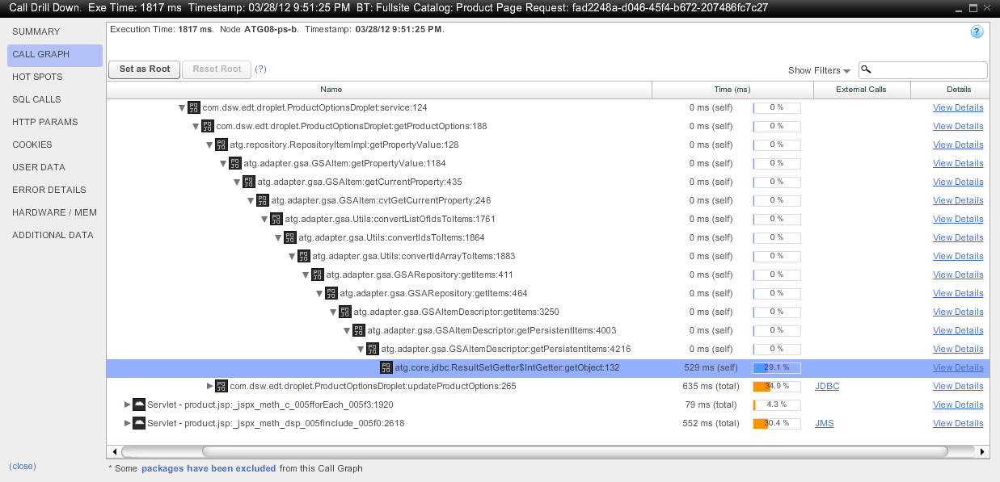 Call Drill Down. Exe Time: 1817 ms Timestamp: 03/28/12 9:51:25 PM BT: Fullsite Catalog: Product Page Request: fad2248a-d046-45f4-b672-207486fc7c27
SUMMARY
CALL GRAPH
HOT SPOTS
SQL CALLS
HTTP PARAMS
COOKIES
USER DATA
ERROR DETAILS
HARDWARE / MEM
ADDITIONAL DATA
(close)
Execution Time: 1817 ms. Node ATG08-ps-b. Timestamp: 03/28/12 9:51:25 PM.
?
Set as Root Reset Root (?) Show Filters
Name Time (ms) External Calls Details
com.dsw.edt.droplet.ProductOptionsDroplet:service:124 0 ms (self) 0 % View Details
com.dsw.edt.droplet.ProductOptionsDroplet:getProductOptions:188 0 ms (self) 0 % View Details
atg.repository.RepositoryItemImpl:getPropertyValue:128 0 ms (self) 0 % View Details
atg.adapter.gsa.GSAItem:getPropertyValue:1184 0 ms (self) 0 % View Details
atg.adapter.gsa.GSAItem:getCurrentProperty:435 0 ms (self) 0 % View Details
atg.adapter.gsa.GSAItem:cvtGetCurrentProperty:246 0 ms (self) 0 % View Details
atg.adapter.gsa.Utils:convertListOfIdsToItems:1761 0 ms (self) 0 % View Details
atg.adapter.gsa.Utils:convertIdsToItems:1864 0 ms (self) 0 % View Details
atg.adapter.gsa.Utils:convertIdArrayToItems:1883 0 ms (self) 0 % View Details
atg.adapter.gsa.GSARepository:getItems:411 0 ms (self) 0 % View Details
atg.adapter.gsa.GSARepository:getItems:464 0 ms (self) 0 % View Details
atg.adapter.gsa.GSAItemDescriptor:getItems:3250 0 ms (self) 0 % View Details
atg.adapter.gsa.GSAItemDescriptor:getPersistentItems:4003 0 ms (self) 0 % View Details
atg.adapter.gsa.GSAItemDescriptor:getPersistentItems:4216 0 ms (self) 0 % View Details
atg.core.jdbc.ResultSetGetter$IntGetter:getObject:132 529 ms (self) 29.1 % View Details
com.dsw.edt.droplet.ProductOptionsDroplet:updateProductOptions:265 635 ms (total) 34.9 % JDBC View Details
Servlet - product.jsp:_jspx_meth_c_005fforEach_005f3:1920 79 ms (total) 4.3 % View Details
Servlet - product.jsp:_jspx_meth_dsp_005finclude_005f0:2618 552 ms (total) 30.4 % JMS View Details
* Some packages have been excluded from this Call Graph